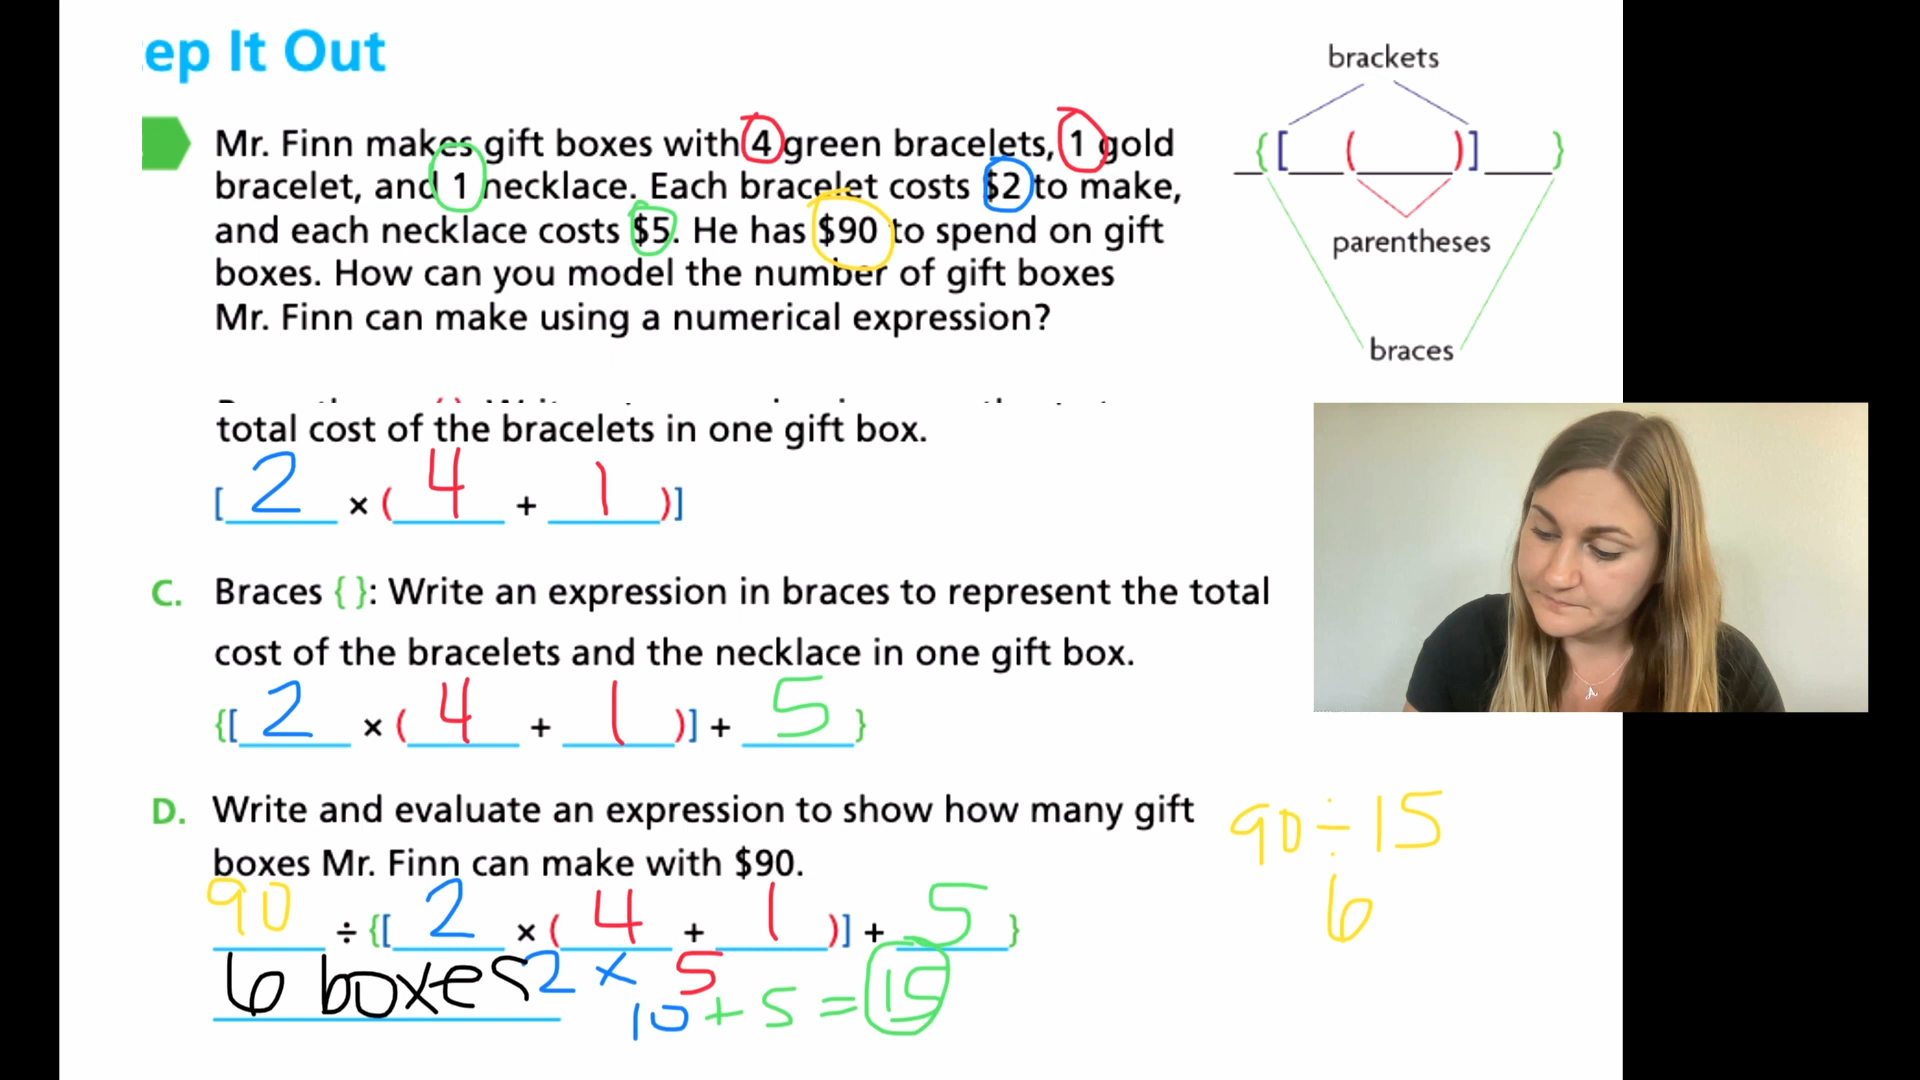 ep It Out
brackets
Mr. Finn makes gift boxes with 4 green bracelets, 1 gold
bracelet, and 1 necklace. Each bracelet costs $2 to make,
and each necklace costs $5. He has $90 to spend on gift
boxes. How can you model the number of gift boxes
Mr. Finn can make using a numerical expression?
{[ ( )] }
parentheses
braces
total cost of the bracelets in one gift box.
[ 2 × ( 4 + 1 )]
C. Braces { }: Write an expression in braces to represent the total
cost of the bracelets and the necklace in one gift box.
{[ 2 × ( 4 + 1 )] + 5 }
D. Write and evaluate an expression to show how many gift
boxes Mr. Finn can make with $90.
90 ÷ {[ 2 × ( 4 + 1 )] + 5 }
6 boxes
2 × 5
10 + 5 = 15
90 ÷ 15
6